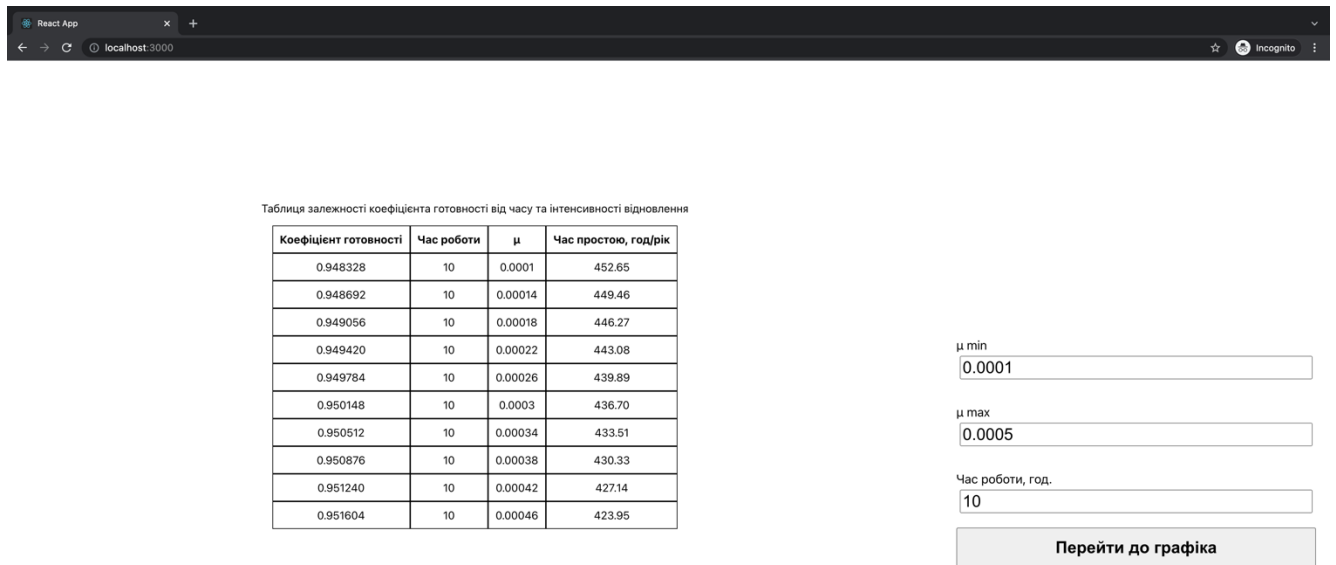 React App
localhost:3000
Incognito
Таблиця залежності коефіцієнта готовності від часу та інтенсивності відновлення
Коефіцієнт готовності Час роботи μ Час простою, год/рік
0.948328 10 0.0001 452.65
0.948692 10 0.00014 449.46
0.949056 10 0.00018 446.27
0.949420 10 0.00022 443.08
0.949784 10 0.00026 439.89
0.950148 10 0.0003 436.70
0.950512 10 0.00034 433.51
0.950876 10 0.00038 430.33
0.951240 10 0.00042 427.14
0.951604 10 0.00046 423.95
μ min
0.0001
μ max
0.0005
Час роботи, год.
10
Перейти до графіка